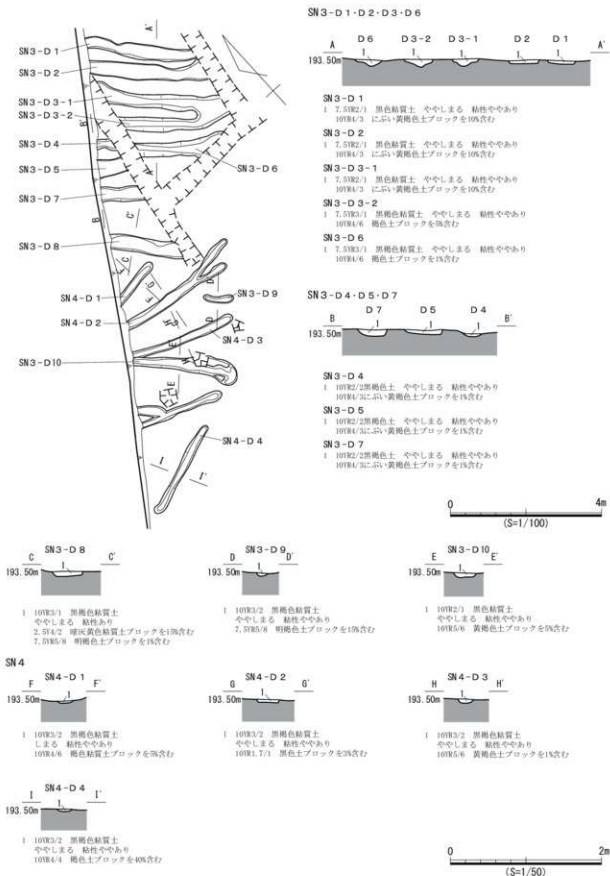 SN3-D1
SN3-D2
SN3-D3-1
SN3-D3-2
SN3-D4
SN3-D5
SN3-D7
SN3-D6
SN3-D8
SN4-D1
SN4-D2
SN3-D9
SN4-D3
SN3-D10
SN4-D4
A'
B'
B
C'
C
F
G
D
E
I
I'
SN3-D1・D2・D3・D6
A D6 D3-2 D3-1 D2 D1 A'
1 1 1 1 1
193.50m
SN3-D1
1 7.5YR2/1 黒色粘質土 ややしまる 粘性ややあり
10YR4/3 にぶい黄褐色土ブロックを10%含む
SN3-D2
1 7.5YR2/1 黒色粘質土 ややしまる 粘性ややあり
10YR4/3 にぶい黄褐色土ブロックを10%含む
SN3-D3-1
1 7.5YR2/1 黒色粘質土 ややしまる 粘性ややあり
10YR4/3 にぶい黄褐色土ブロックを10%含む
SN3-D3-2
1 7.5YR3/1 黒褐色粘質土 ややしまる 粘性ややあり
10YR4/6 褐色土ブロックを5%含む
SN3-D6
1 7.5YR3/1 黒褐色粘質土 ややしまる 粘性ややあり
10YR4/6 褐色土ブロックを1%含む
SN3-D4・D5・D7
B D7 D5 D4 B'
1 1 1
193.50m
SN3-D4
1 10YR2/2黒褐色土 ややしまる 粘性ややあり
10YR4/3にぶい黄褐色土ブロックを1%含む
SN3-D5
1 10YR2/2黒褐色土 ややしまる 粘性ややあり
10YR4/3にぶい黄褐色土ブロックを1%含む
SN3-D7
1 10YR2/2黒褐色土 ややしまる 粘性ややあり
10YR4/3にぶい黄褐色土ブロックを1%含む
0 4m
(S=1/100)
SN3-D8
C 1 C'
193.50m
1 10YR3/1 黒褐色粘質土
ややしまる 粘性あり
2.5Y4/2 暗灰黄色粘質土ブロックを15%含む
7.5YR5/8 明褐色土ブロックを1%含む
SN3-D9
D 1 D'
193.50m
1 10YR3/2 黒褐色粘質土
ややしまる 粘性ややあり
7.5YR5/8 明褐色土ブロックを15%含む
SN3-D10
E 1 E'
193.50m
1 10YR2/1 黒色粘質土
ややしまる 粘性ややあり
10YR5/6 黄褐色土ブロックを5%含む
SN4
SN4-D1
F 1 F'
193.50m
1 10YR3/2 黒褐色粘質土
しまる 粘性ややあり
10YR4/6 褐色粘質土ブロックを5%含む
SN4-D2
G 1 G'
193.50m
1 10YR3/2 黒褐色粘質土
ややしまる 粘性ややあり
10YR1.7/1 黒色土ブロックを3%含む
SN4-D3
H 1 H'
193.50m
1 10YR3/2 黒褐色粘質土
ややしまる 粘性ややあり
10YR5/6 黄褐色土ブロックを1%含む
SN4-D4
I 1 I'
193.50m
1 10YR3/2 黒褐色粘質土
ややしまる 粘性ややあり
10YR4/4 褐色土ブロックを40%含む
0 2m
(S=1/50)